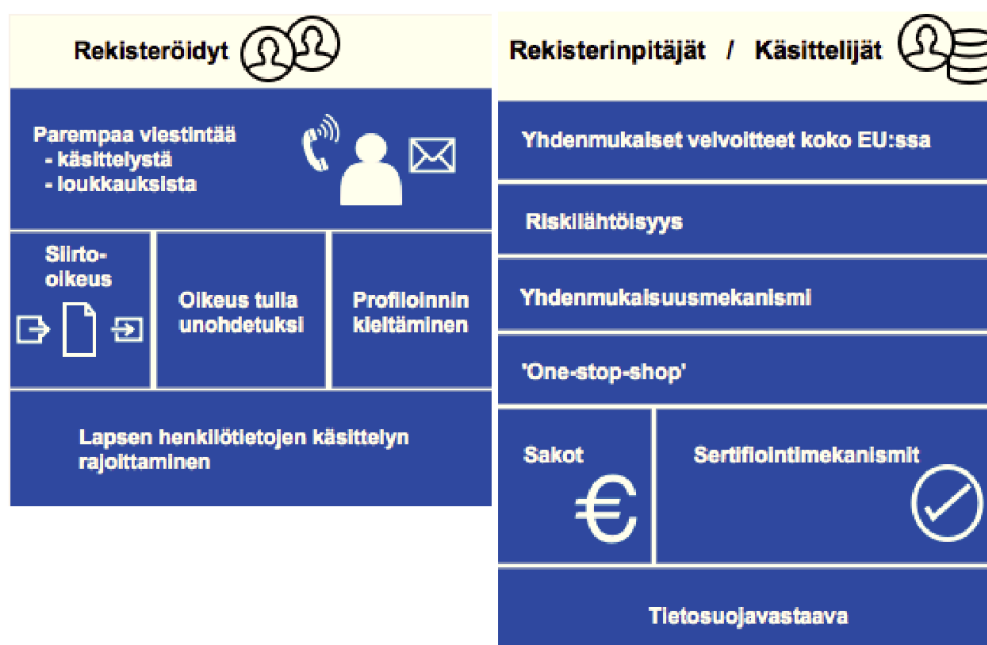 Rekisteröidyt
Parempaa viestintää
- käsittelystä
- loukkauksista
Siirto-
oikeus
Oikeus tulla
unohdetuksi
Profiloinnin
kieltäminen
Lapsen henkilötietojen käsittelyn
rajoittaminen
Rekisterinpitäjät / Käsittelijät
Yhdenmukaiset velvoitteet koko EU:ssa
Riskilähtöisyys
Yhdenmukaisuusmekanismi
'One-stop-shop'
Sakot
€
Sertifiointimekanismit
Tietosuojavastaava